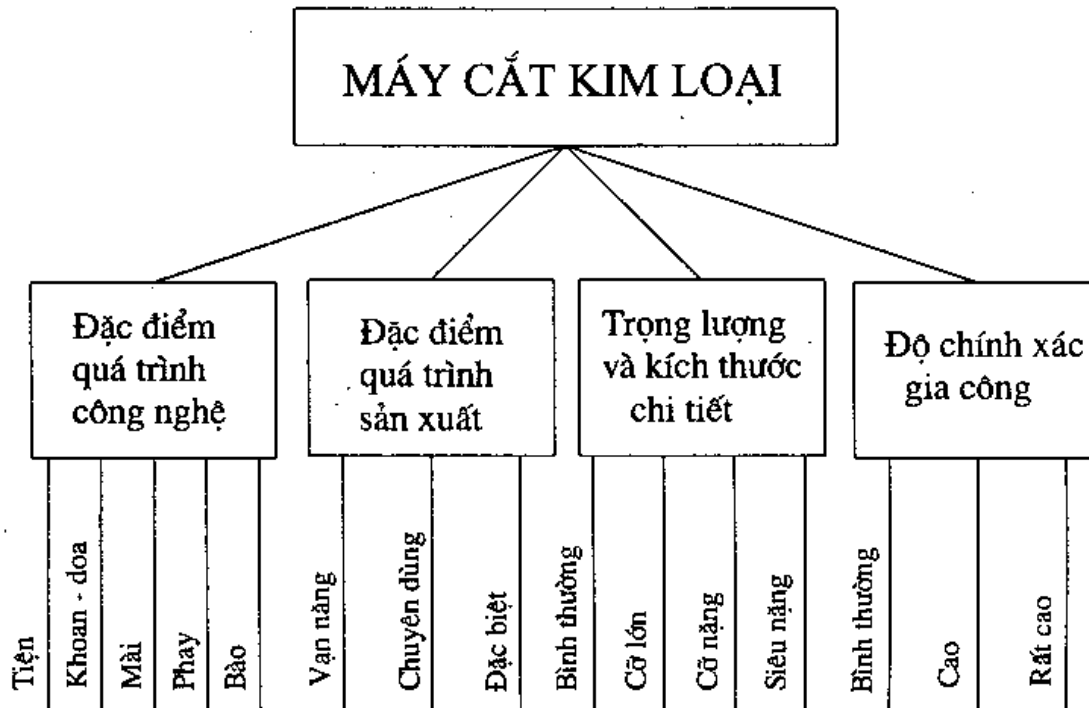 MÁY CẮT KIM LOẠI
Đặc điểm
quá trình
công nghệ
Đặc điểm
quá trình
sản xuất
Trọng lượng
và kích thước
chi tiết
Độ chính xác
gia công
Tiện
Khoan - doa
Mài
Phay
Bào
Vạn năng
Chuyên dùng
Đặc biệt
Bình thường
Cỡ lớn
Cỡ nặng
Siêu nặng
Bình thường
Cao
Rất cao